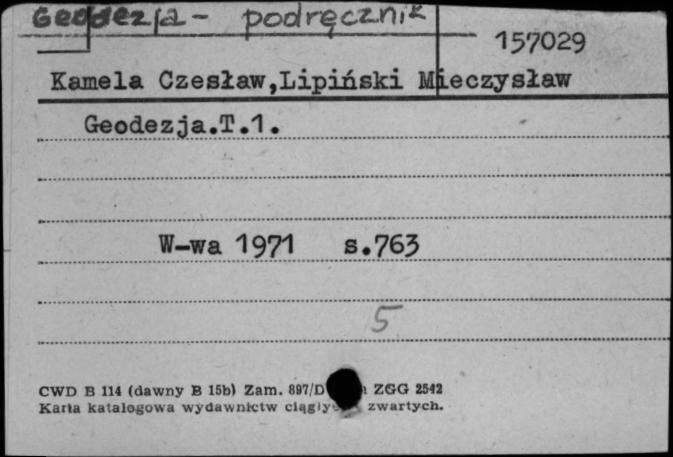 Geodezja - podręcznik
157029
Kamela Czesław,Lipiński Mieczysław
Geodezja.T.1.
W-wa 1971 s.763
5
CWD B 114 (dawny B 15b) Zam. 897/D ZGG 2542
Karta katalogowa wydawnictw zwartych.